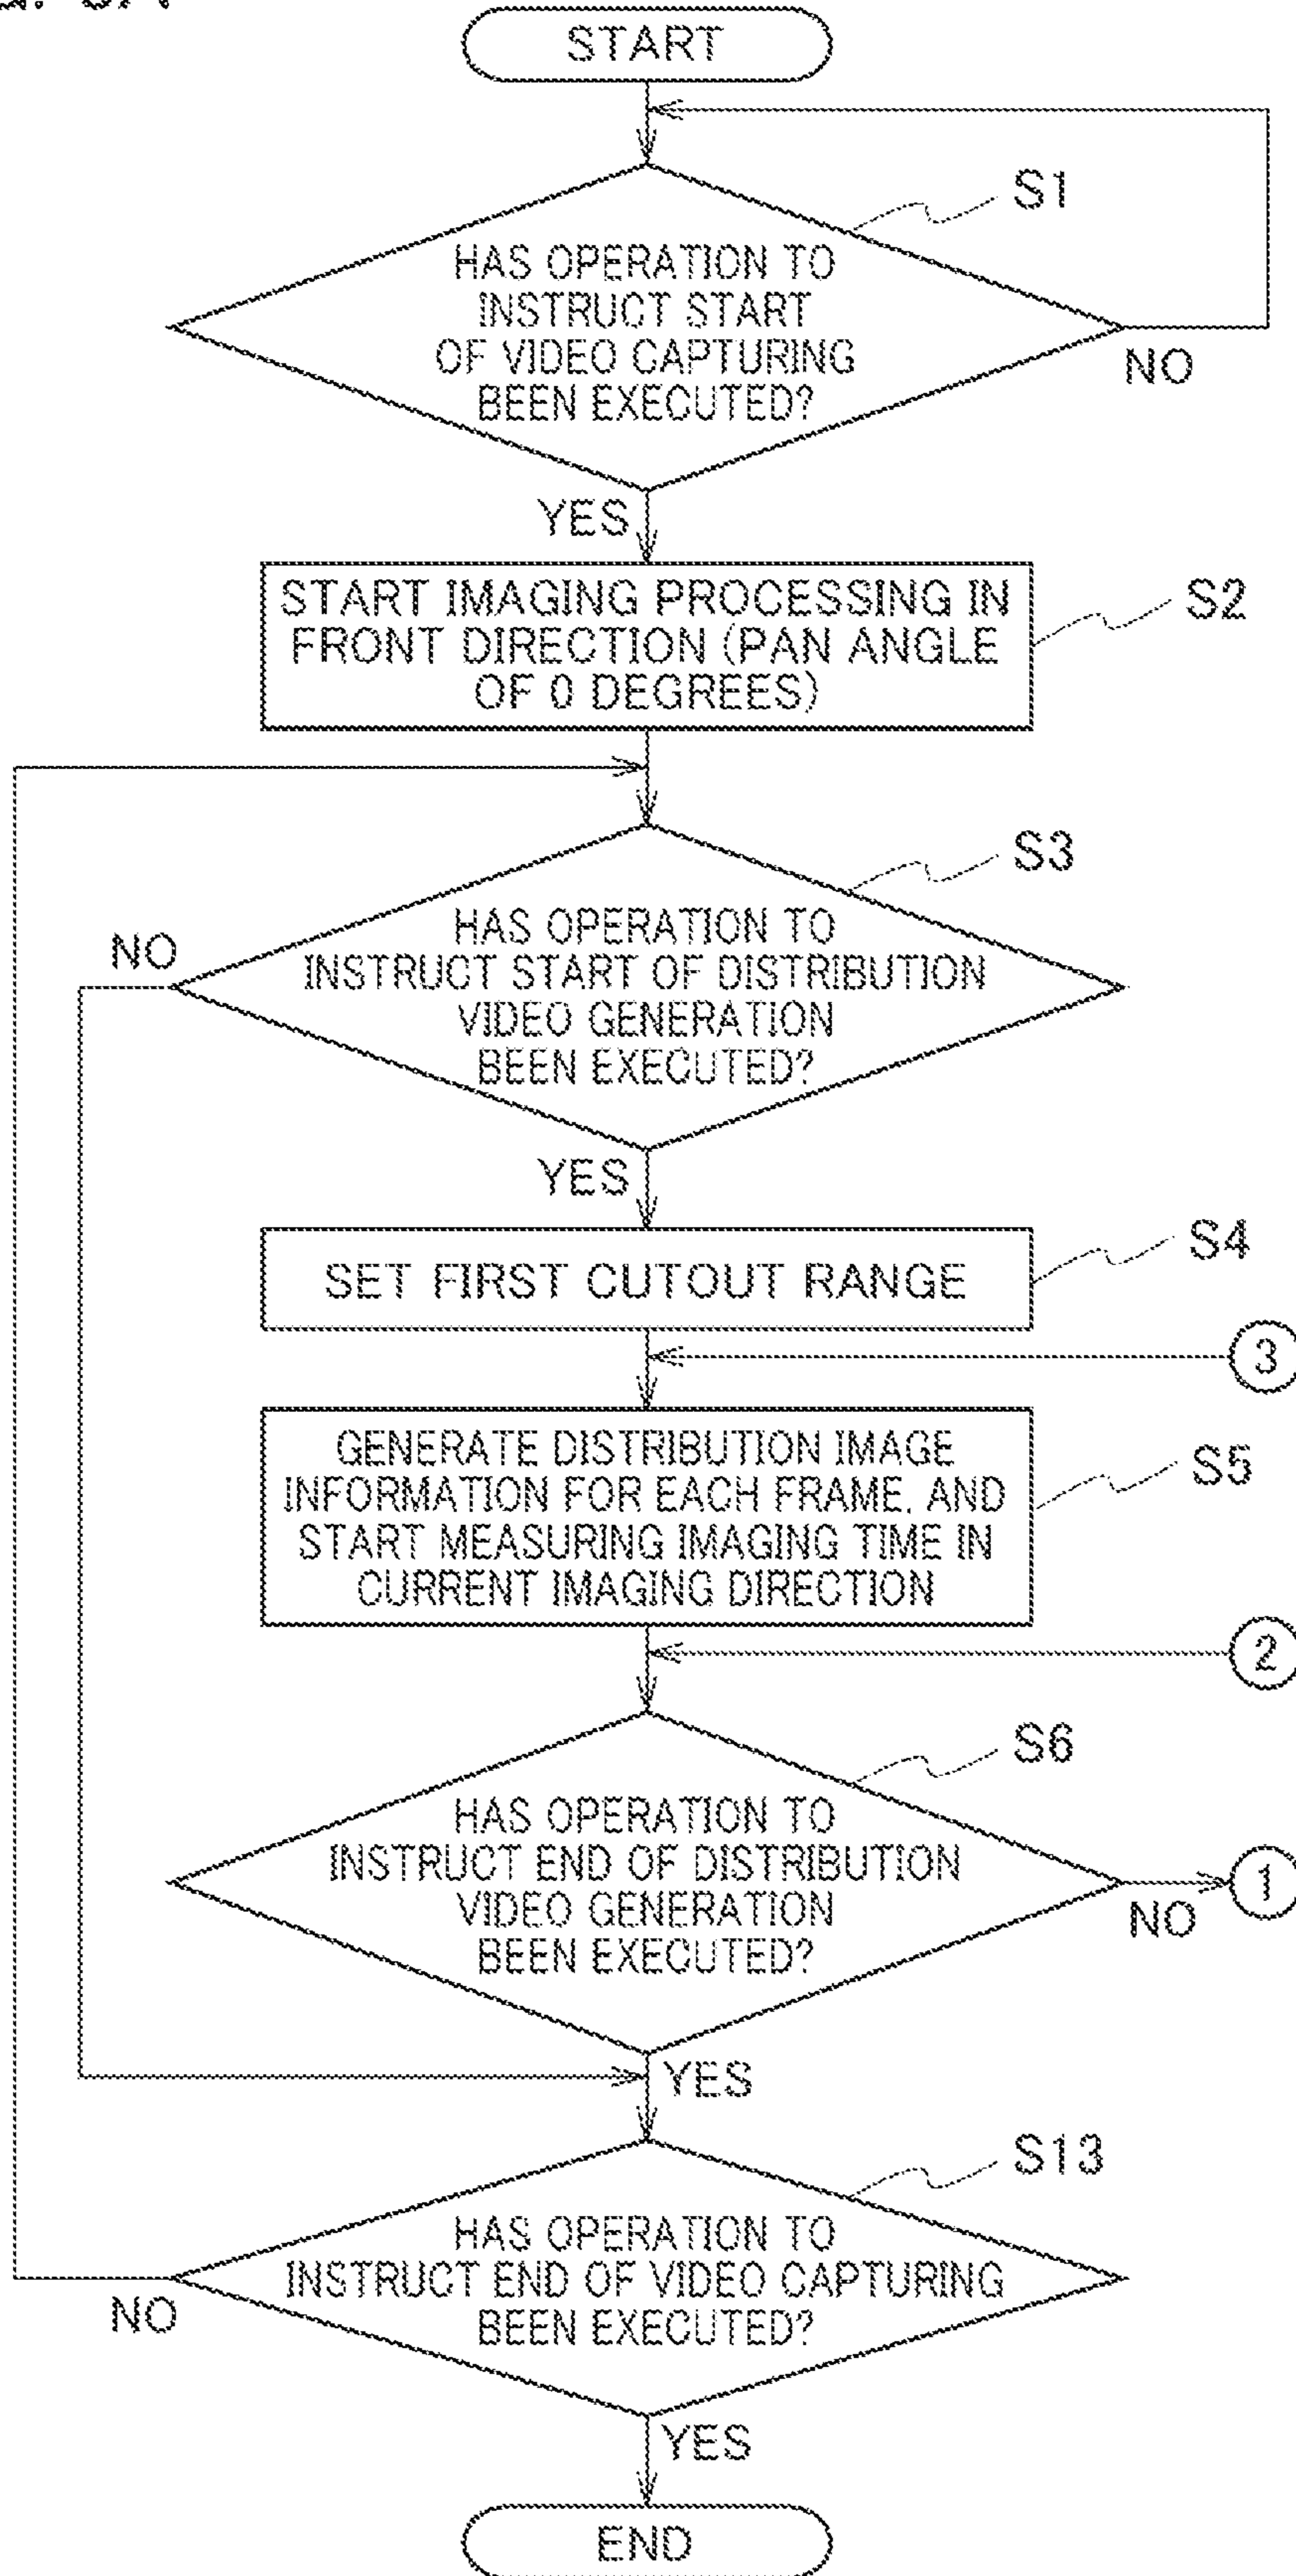 START
S1
HAS OPERATION TO
INSTRUCT START
OF VIDEO CAPTURING
BEEN EXECUTED?
NO
YES
START IMAGING PROCESSING IN
FRONT DIRECTION (PAN ANGLE
OF 0 DEGREES)
S2
S3
HAS OPERATION TO
INSTRUCT START OF DISTRIBUTION
VIDEO GENERATION
BEEN EXECUTED?
NO
YES
S4
SET FIRST CUTOUT RANGE
3
GENERATE DISTRIBUTION IMAGE
INFORMATION FOR EACH FRAME, AND
START MEASURING IMAGING TIME IN
CURRENT IMAGING DIRECTION
S5
2
S6
HAS OPERATION TO
INSTRUCT END OF DISTRIBUTION
VIDEO GENERATION
BEEN EXECUTED?
1
NO
YES
S13
HAS OPERATION TO
INSTRUCT END OF VIDEO CAPTURING
BEEN EXECUTED?
NO
YES
END